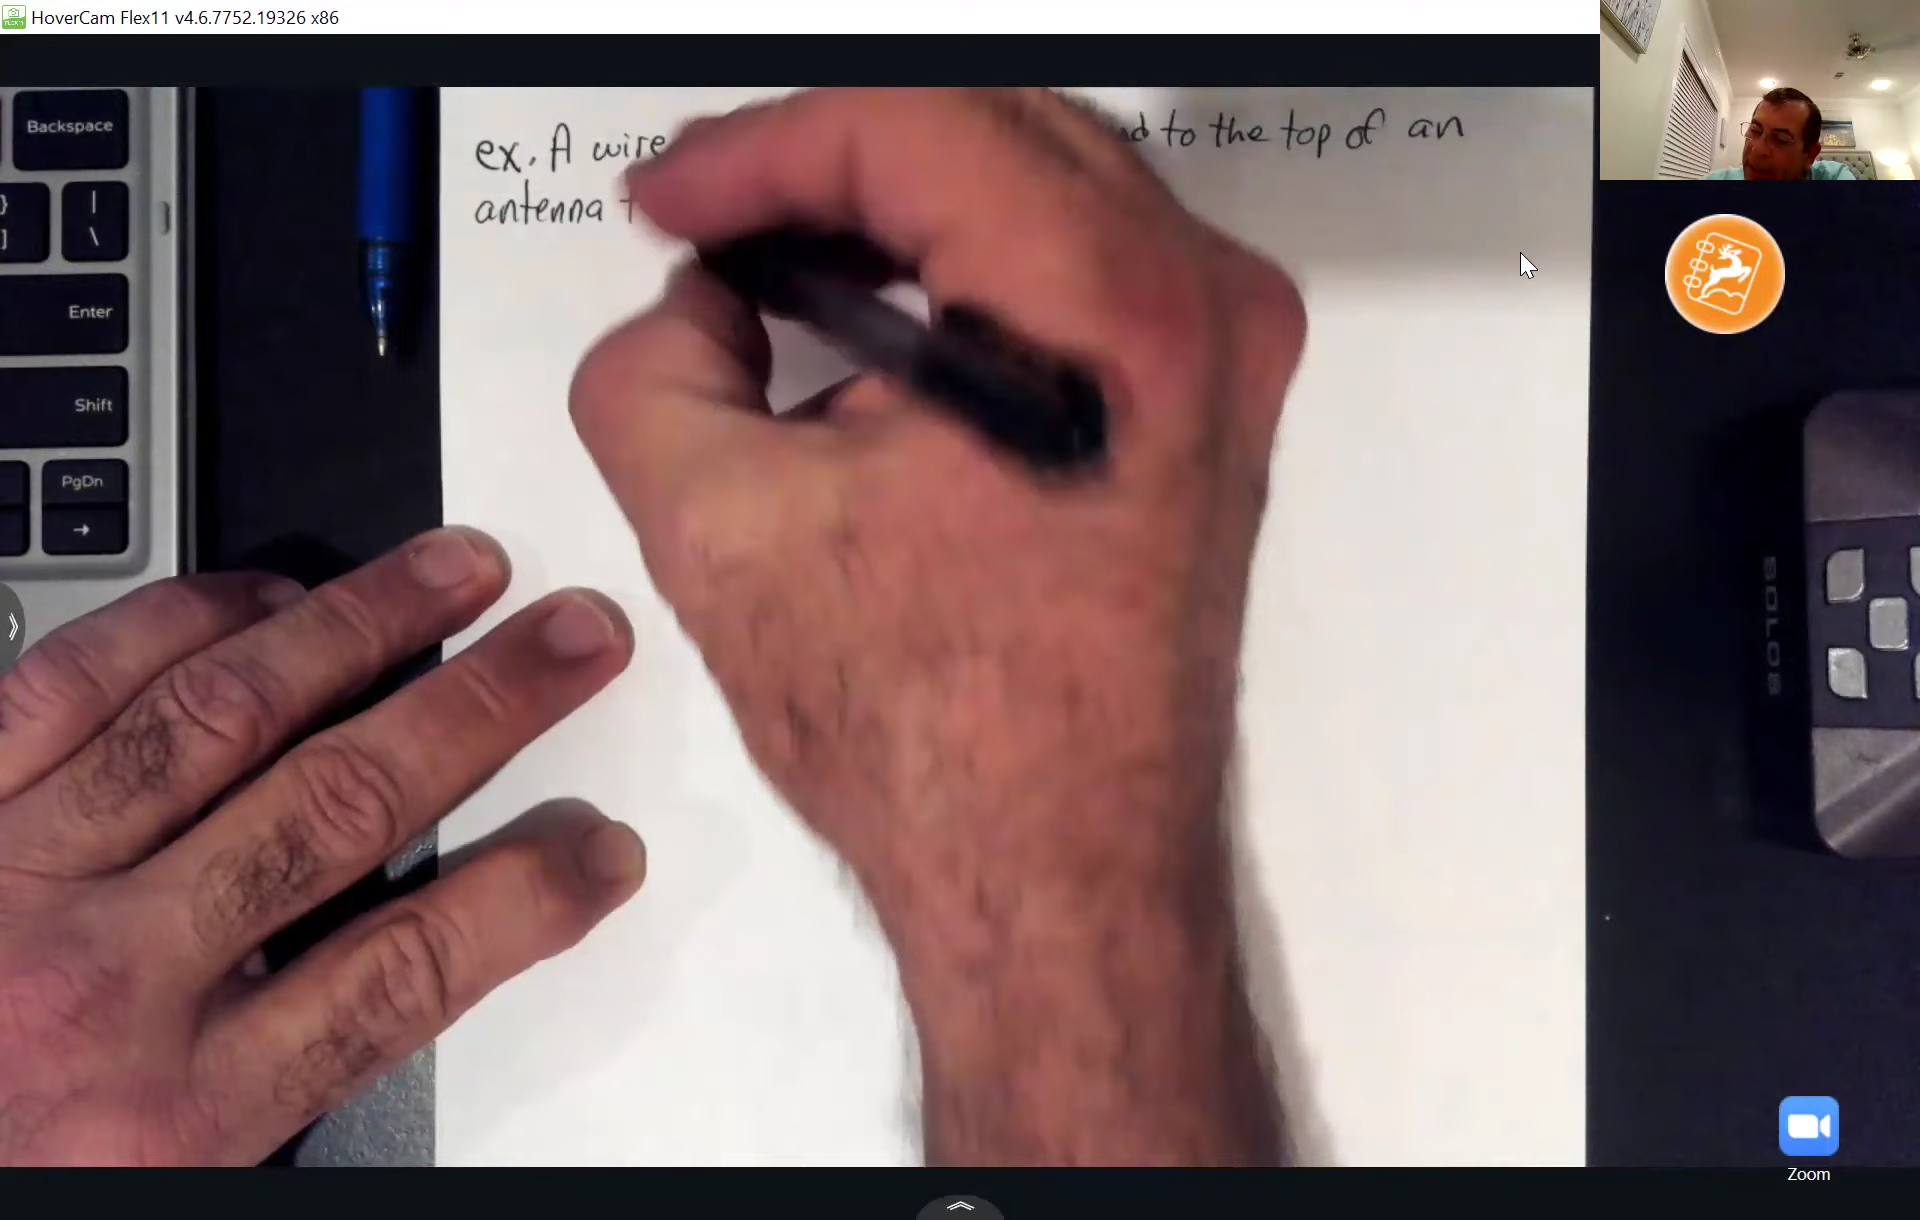 HoverCam Flex11 v4.6.7752.19326 x86
Backspace
}
]
|
\
Enter
Shift
PgDn
→
ex. A wire to the top of an
antenna
SOLO8
Zoom